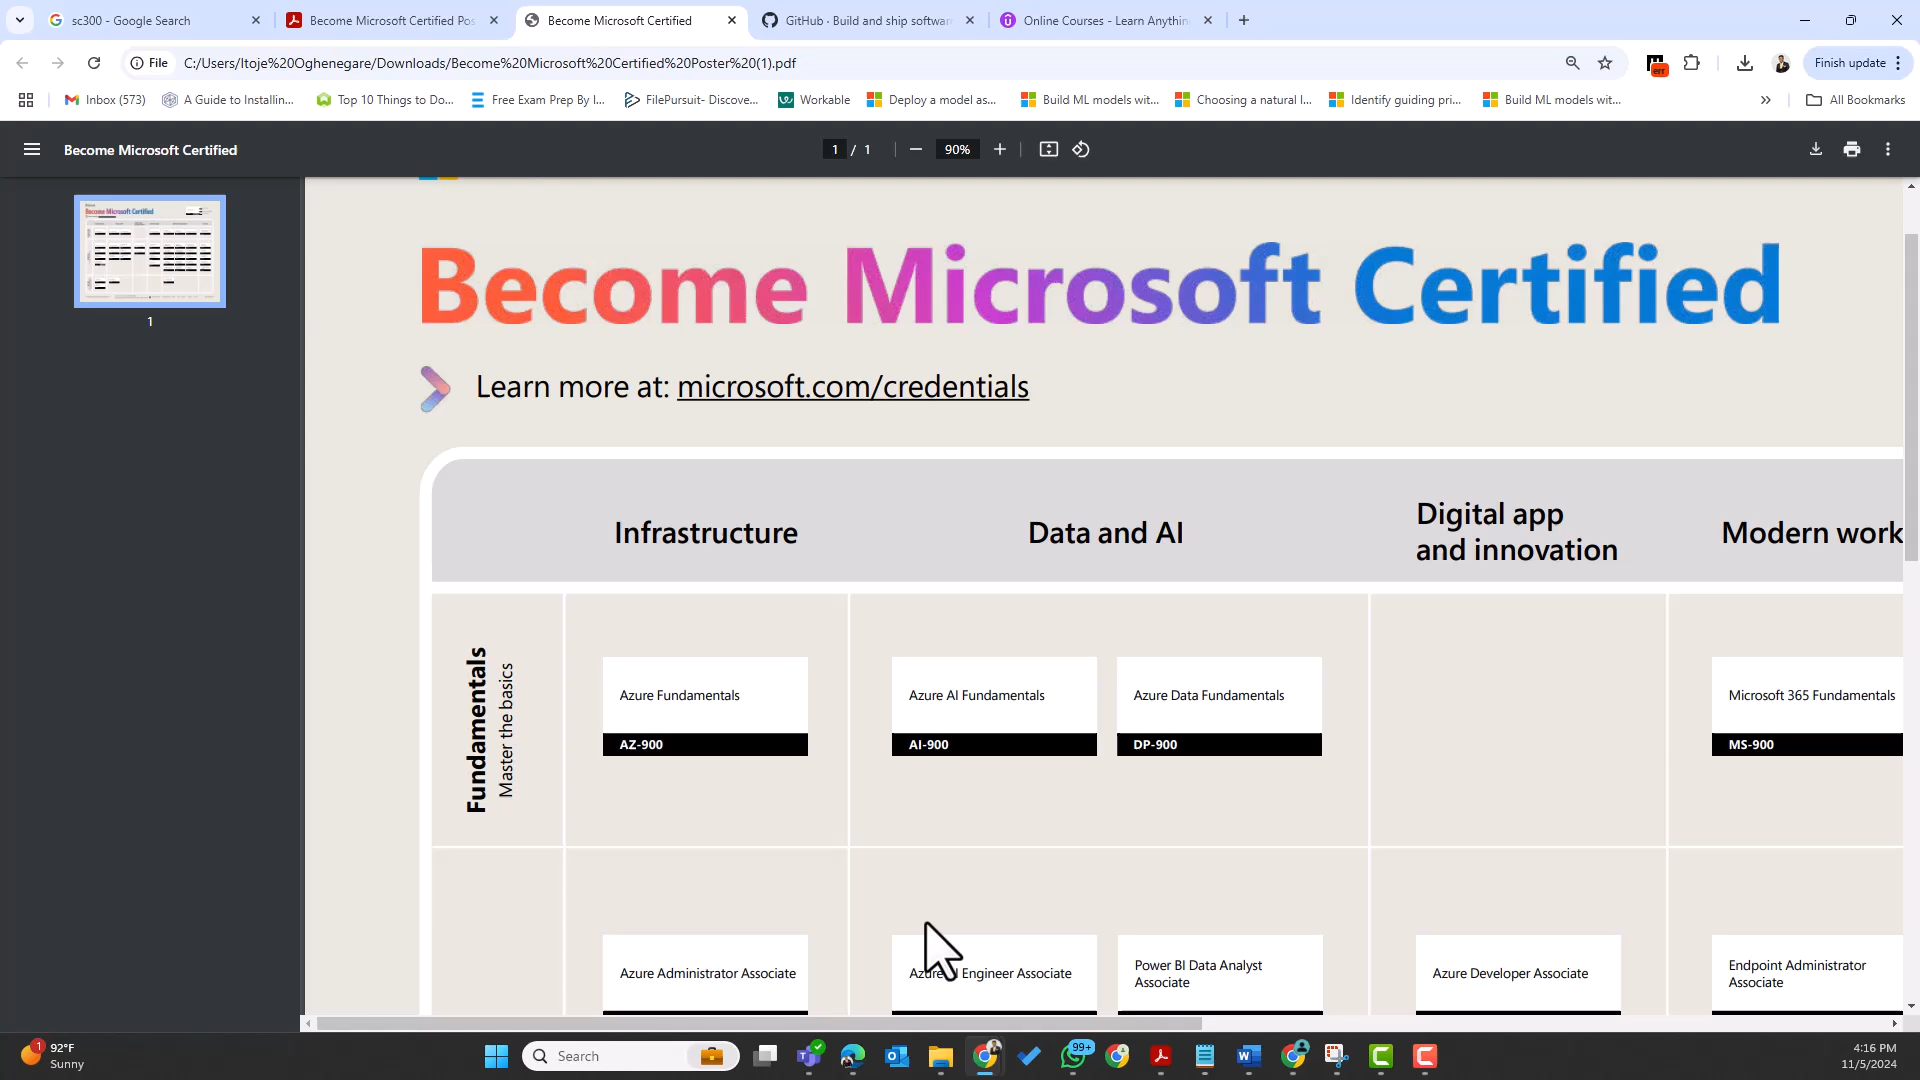 sc300 - Google Search
Become Microsoft Certified Pos
Become Microsoft Certified
GitHub · Build and ship softwar
Online Courses - Learn Anythin
File
C:/Users/Itoje%20Oghenegare/Downloads/Become%20Microsoft%20Certified%20Poster%20(1).pdf
err
Finish update
Inbox (573)
A Guide to Installin...
Top 10 Things to Do...
Free Exam Prep By I...
FilePursuit- Discove...
Workable
Deploy a model as...
Build ML models wit...
Choosing a natural l...
Identify guiding pri...
Build ML models wit...
All Bookmarks
Become Microsoft Certified
1 / 1
90%
1
Become Microsoft Certified
Learn more at: microsoft.com/credentials
Infrastructure
Data and AI
Digital app
and innovation
Modern work
Fundamentals
Master the basics
Azure Fundamentals
AZ-900
Azure AI Fundamentals
AI-900
Azure Data Fundamentals
DP-900
Microsoft 365 Fundamentals
MS-900
Azure Administrator Associate
Azure Engineer Associate
Power BI Data Analyst
Associate
Azure Developer Associate
Endpoint Administrator
Associate
1
92°F
Sunny
Search
99+
4:16 PM
11/5/2024